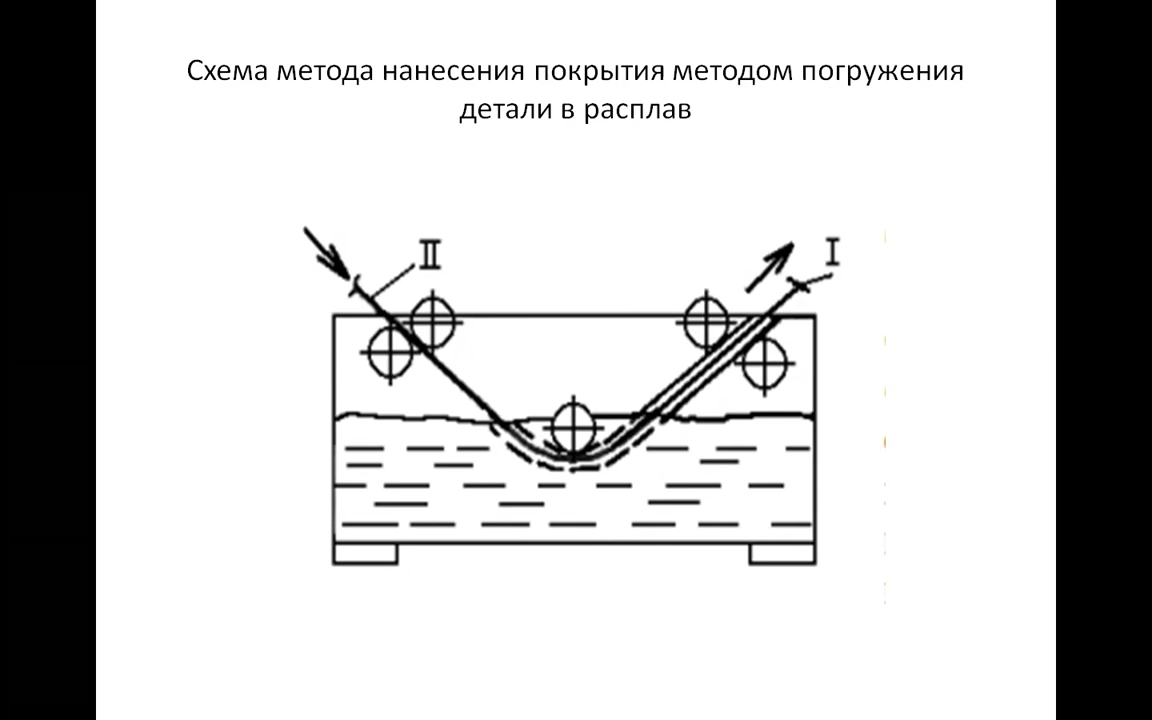 Схема метода нанесения покрытия методом погружения
детали в расплав
II
I